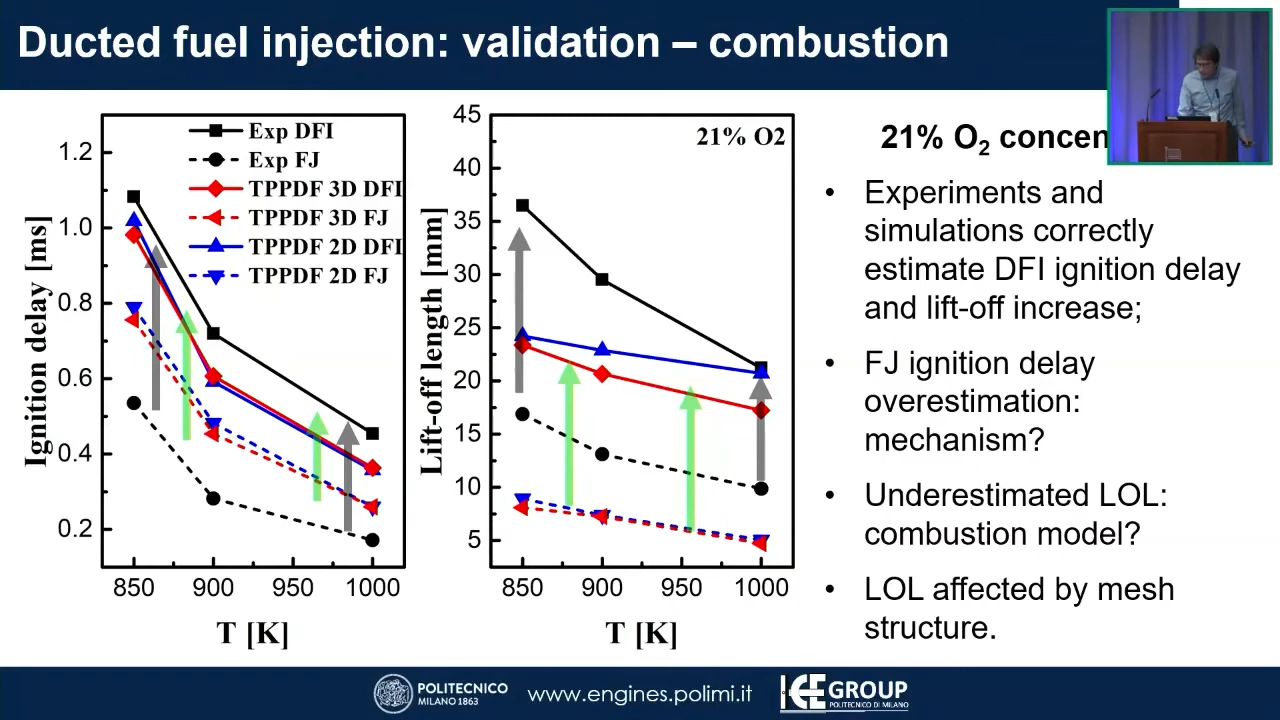 Ducted fuel injection: validation – combustion
Ignition delay [ms]
1.2
1.0
0.8
0.6
0.4
0.2
850
900
950
1000
T [K]
Exp DFI
Exp FJ
TPPDF 3D DFI
TPPDF 3D FJ
TPPDF 2D DFI
TPPDF 2D FJ
Lift-off length [mm]
45
40
35
30
25
20
15
10
5
850
900
950
1000
T [K]
21% O2
21% O2 concen
• Experiments and
simulations correctly
estimate DFI ignition delay
and lift-off increase;
• FJ ignition delay
overestimation:
mechanism?
• Underestimated LOL:
combustion model?
• LOL affected by mesh
structure.
POLITECNICO
MILANO 1863
www.engines.polimi.it
ICE GROUP
POLITECNICO DI MILANO